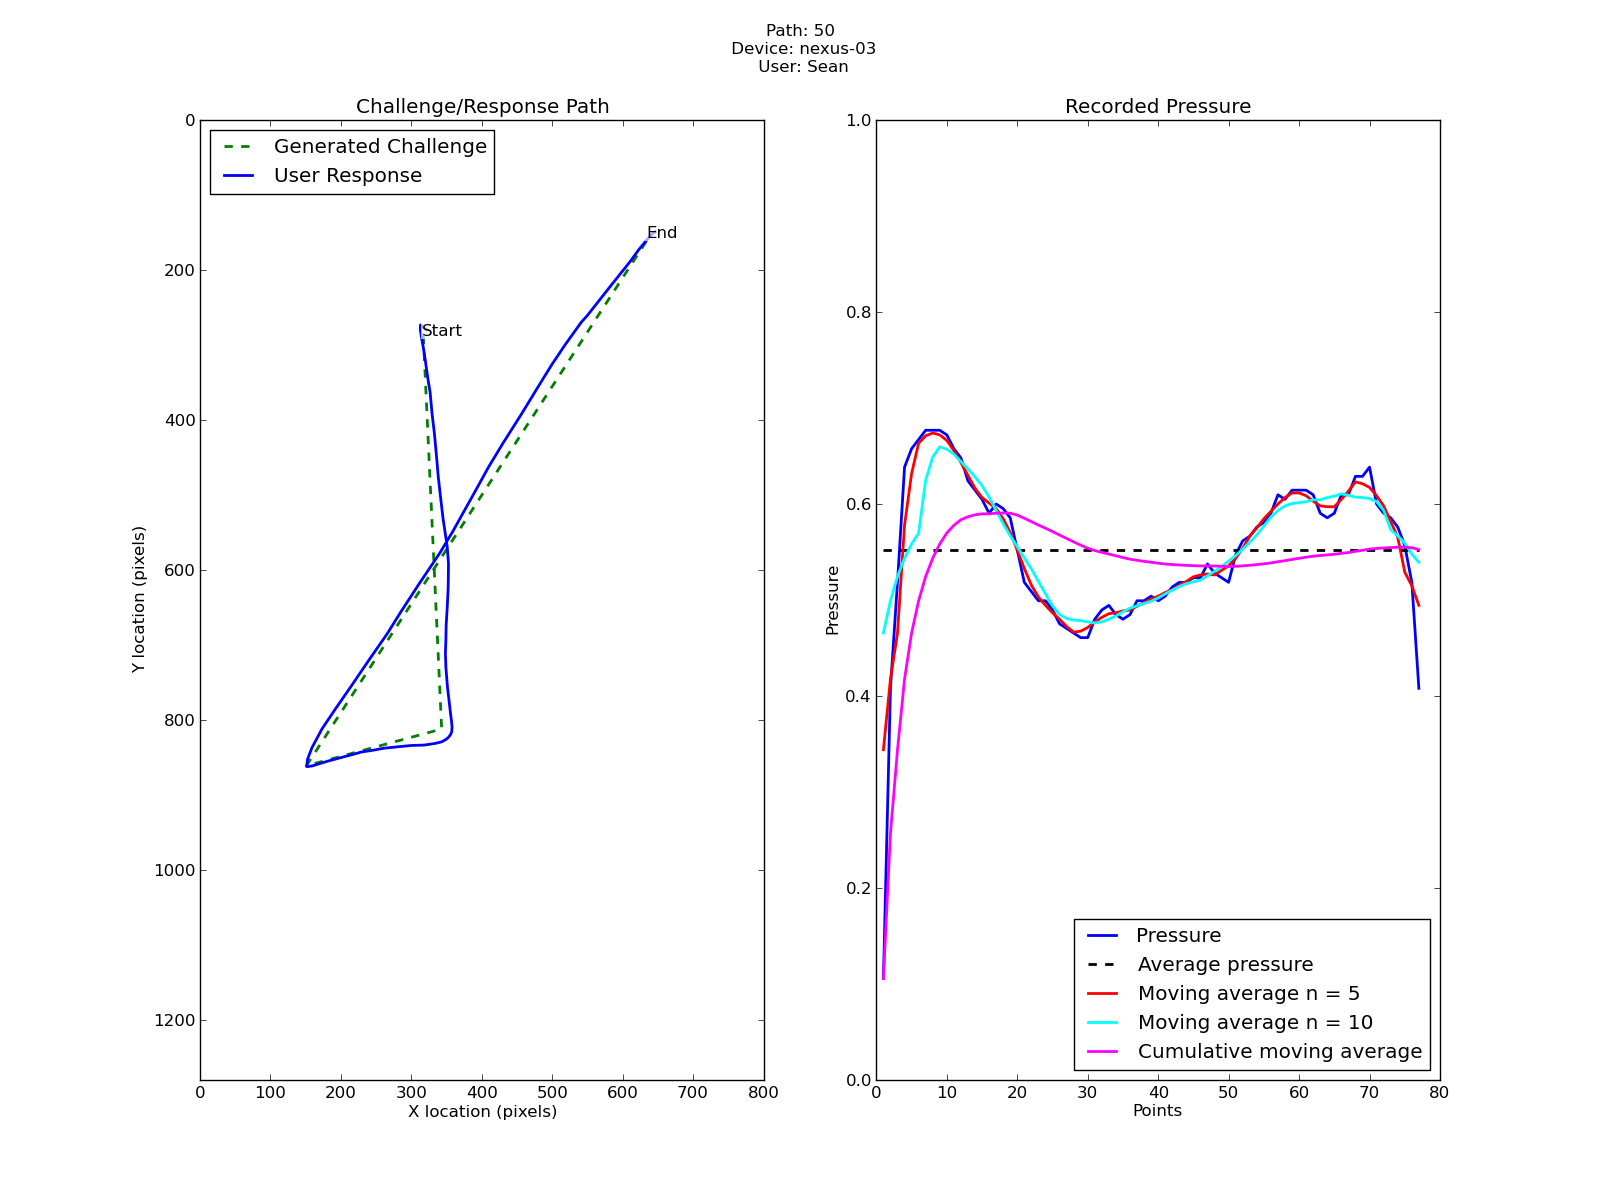 Path: 50
Device: nexus-03
User: Sean
Challenge/Response Path
Generated Challenge
User Response
End
Start
0
200
400
600
800
1000
1200
Y location (pixels)
0 100 200 300 400 500 600 700 800
X location (pixels)
Recorded Pressure
1.0
0.8
0.6
0.4
0.2
0.0
Pressure
Pressure
Average pressure
Moving average n = 5
Moving average n = 10
Cumulative moving average
0 10 20 30 40 50 60 70 80
Points